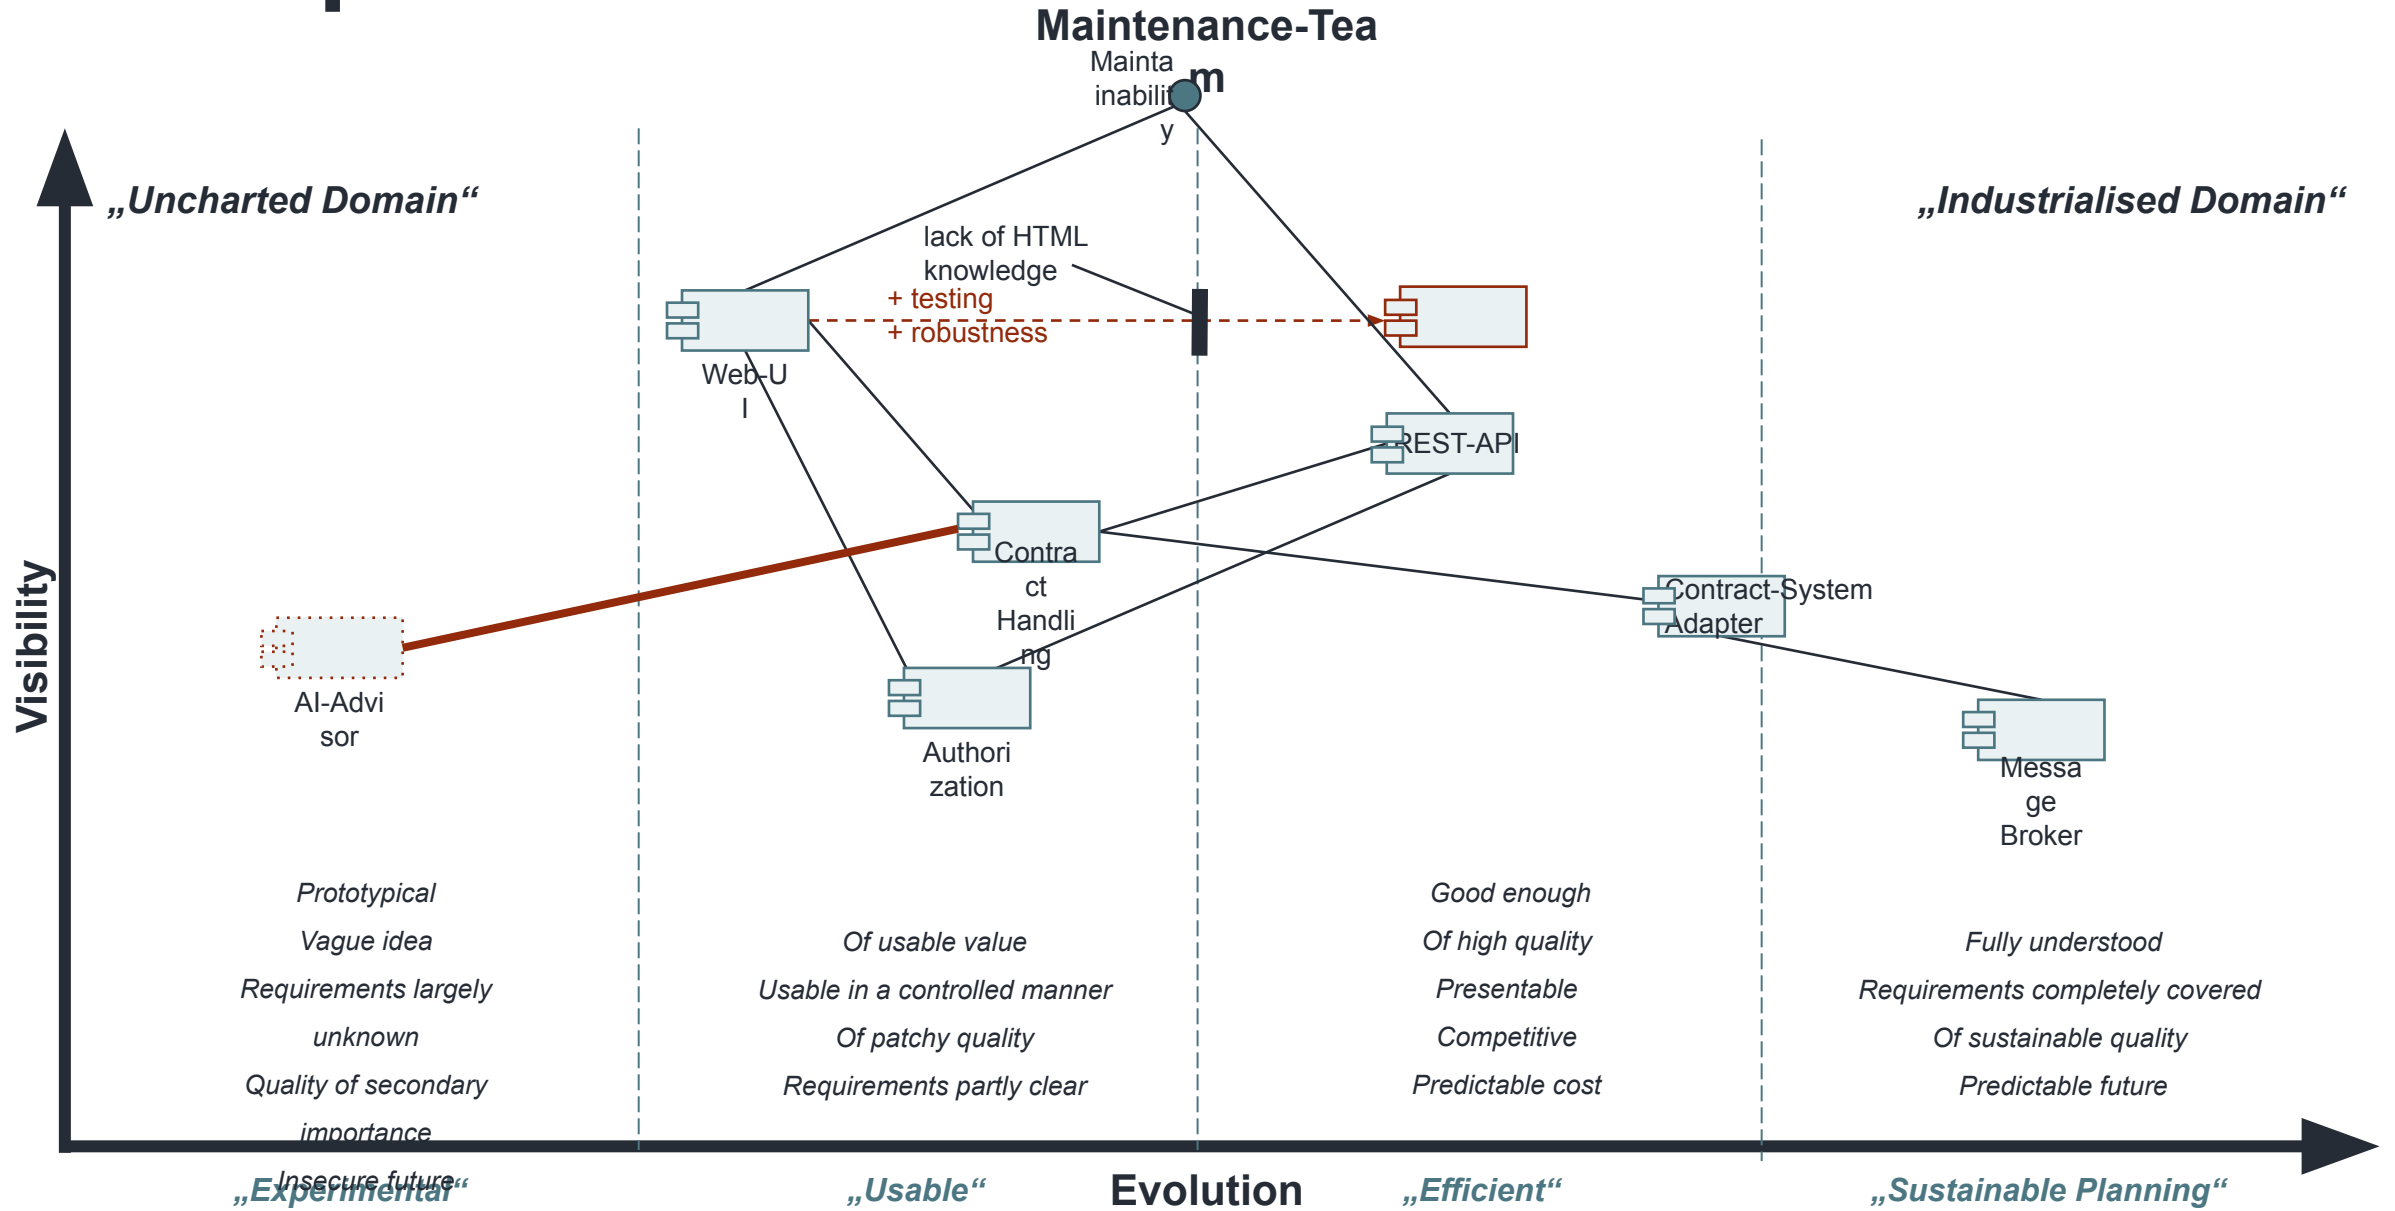 Maintenance-Tea
m
Mainta
inabilit
y
„Uncharted Domain“
„Industrialised Domain“
lack of HTML
knowledge
+ testing
+ robustness
Web-U
I
REST-API
Contra
ct
Handli
ng
Contract-System
Adapter
Visibility
AI-Advi
sor
Authori
zation
Messa
ge
Broker
Prototypical
Vague idea
Requirements largely
unknown
Quality of secondary
importance
Insecure future
Of usable value
Usable in a controlled manner
Of patchy quality
Requirements partly clear
Good enough
Of high quality
Presentable
Competitive
Predictable cost
Fully understood
Requirements completely covered
Of sustainable quality
Predictable future
„Experimental“
„Usable“
Evolution
„Efficient“
„Sustainable Planning“